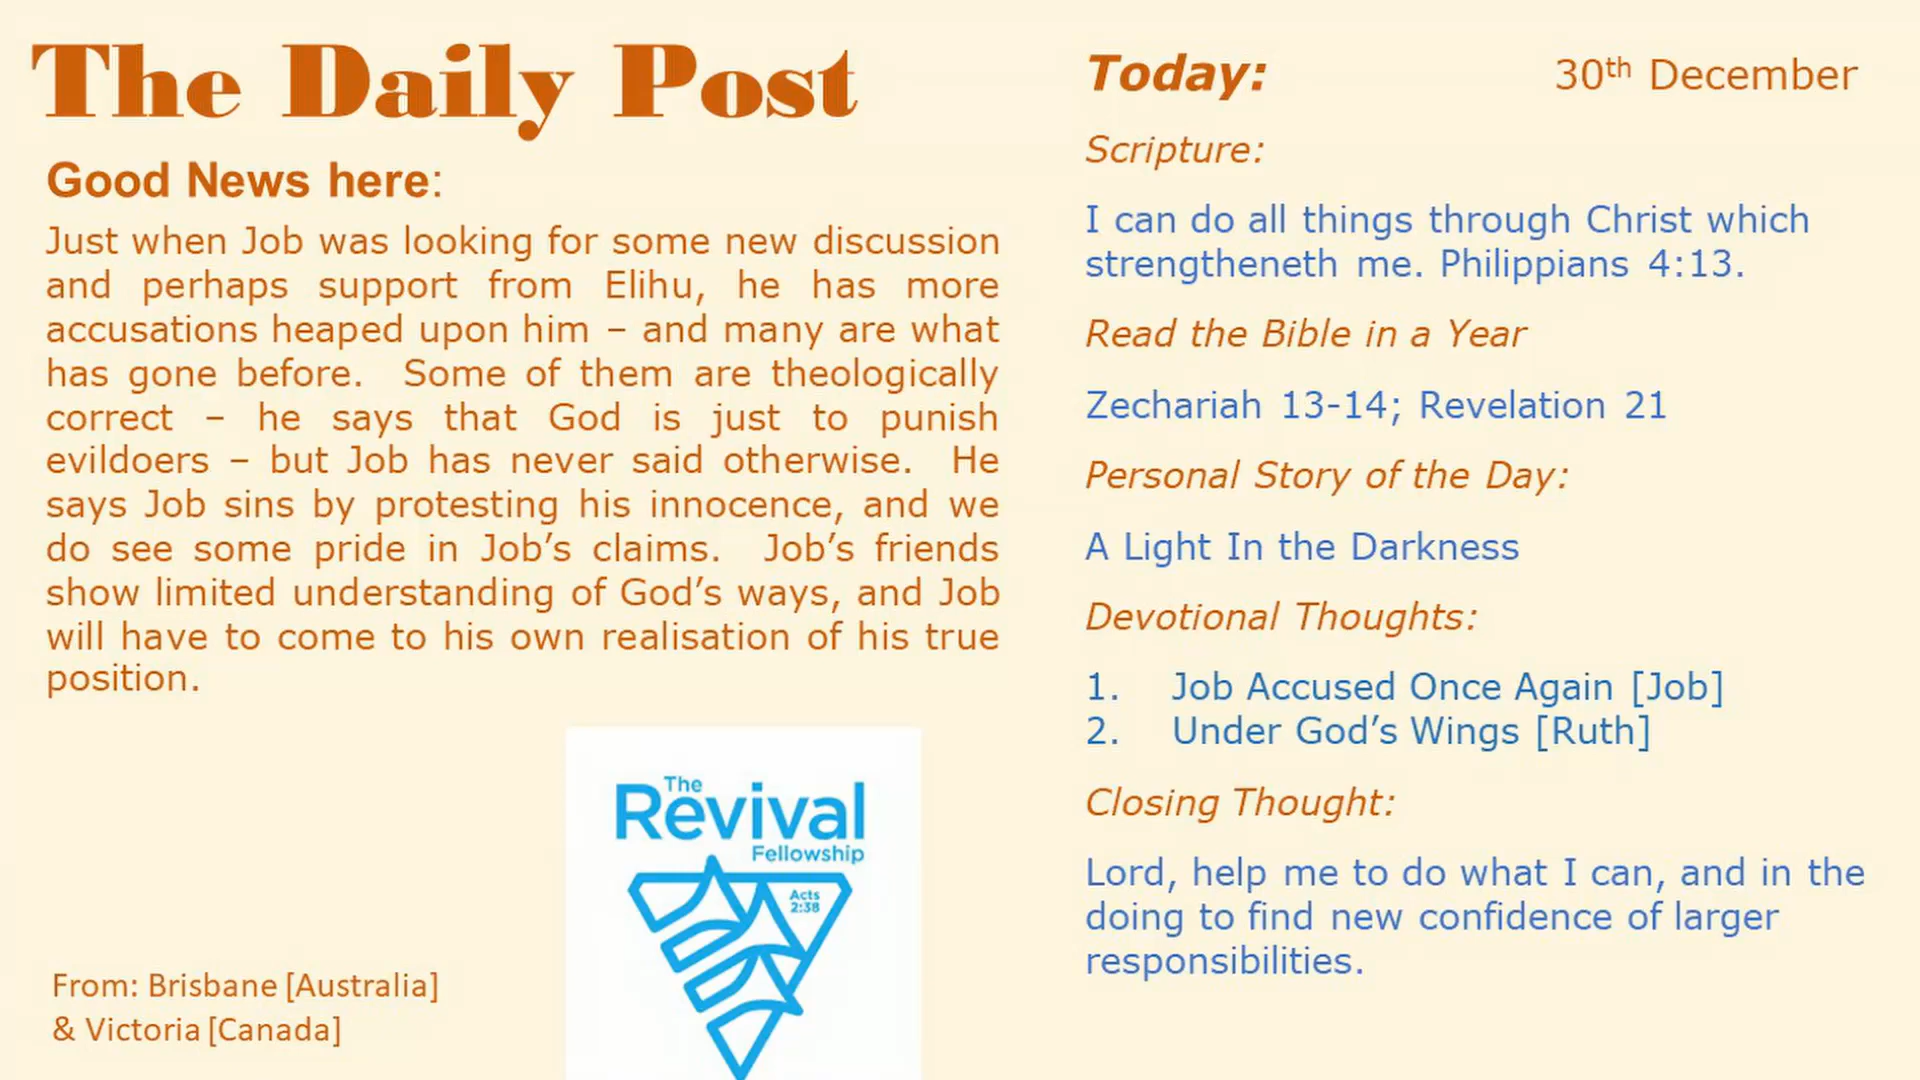 The Daily Post
Good News here:
Just when Job was looking for some new discussion
and perhaps support from Elihu, he has more
accusations heaped upon him – and many are what
has gone before. Some of them are theologically
correct – he says that God is just to punish
evildoers – but Job has never said otherwise. He
says Job sins by protesting his innocence, and we
do see some pride in Job’s claims. Job’s friends
show limited understanding of God’s ways, and Job
will have to come to his own realisation of his true
position.
The
Revival
Fellowship
Acts
2:38
From: Brisbane [Australia]
& Victoria [Canada]
Today: 30th December
Scripture:
I can do all things through Christ which
strengtheneth me. Philippians 4:13.
Read the Bible in a Year
Zechariah 13-14; Revelation 21
Personal Story of the Day:
A Light In the Darkness
Devotional Thoughts:
1. Job Accused Once Again [Job]
2. Under God’s Wings [Ruth]
Closing Thought:
Lord, help me to do what I can, and in the
doing to find new confidence of larger
responsibilities.